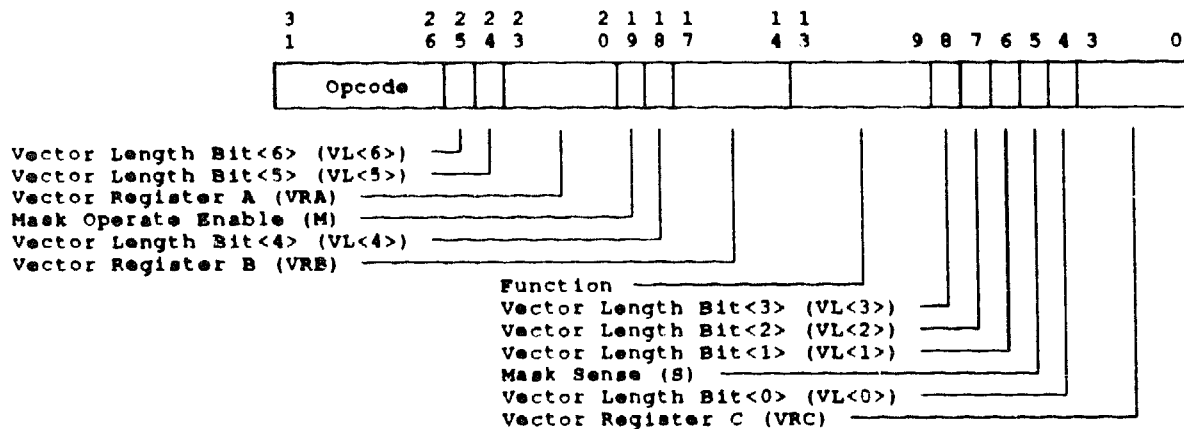 3 2 2 2 2 2 1 1 1 1 1
1 6 5 4 3 0 9 8 7 4 3 9 8 7 6 5 4 3 0
Opcode
Vector Length Bit<6> (VL<6>)
Vector Length Bit<5> (VL<5>)
Vector Register A (VRA)
Mask Operate Enable (M)
Vector Length Bit<4> (VL<4>)
Vector Register B (VRB)
Function
Vector Length Bit<3> (VL<3>)
Vector Length Bit<2> (VL<2>)
Vector Length Bit<1> (VL<1>)
Mask Sense (S)
Vector Length Bit<0> (VL<0>)
Vector Register C (VRC)